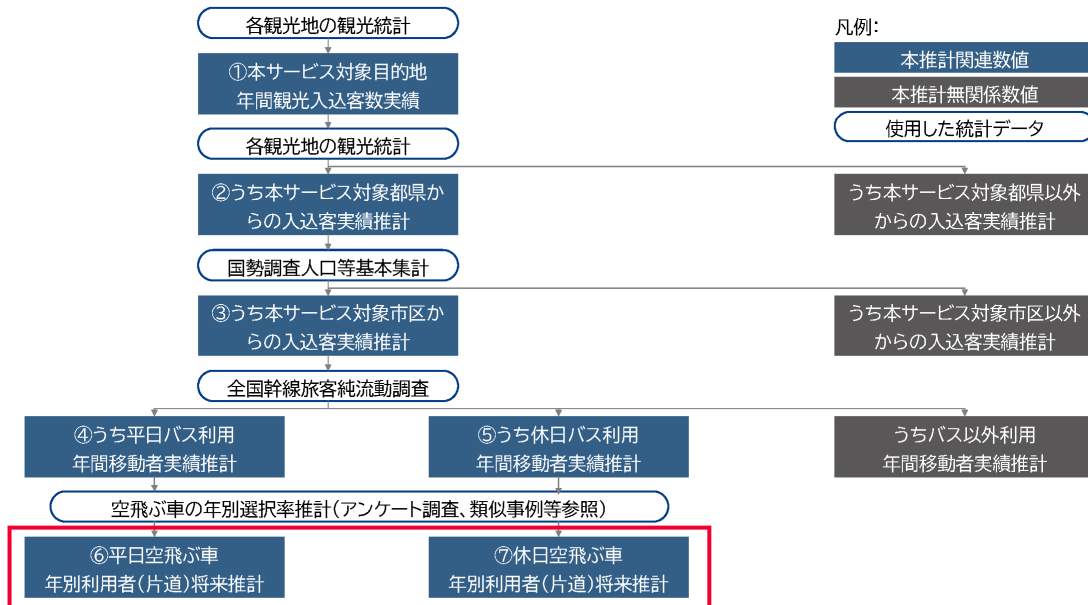 各観光地の観光統計
凡例：
本推計関連数値
本推計無関係数値
使用した統計データ
①本サービス対象目的地
年間観光入込客数実績
各観光地の観光統計
②うち本サービス対象都県か
らの入込客実績推計
うち本サービス対象都県以外
からの入込客実績推計
国勢調査人口等基本集計
③うち本サービス対象市区か
らの入込客実績推計
うち本サービス対象市区以外
からの入込客実績推計
全国幹線旅客純流動調査
④うち平日バス利用
年間移動者実績推計
⑤うち休日バス利用
年間移動者実績推計
うちバス以外利用
年間移動者実績推計
空飛ぶ車の年別選択率推計（アンケート調査、類似事例等参照）
⑥平日空飛ぶ車
年別利用者（片道）将来推計
⑦休日空飛ぶ車
年別利用者（片道）将来推計